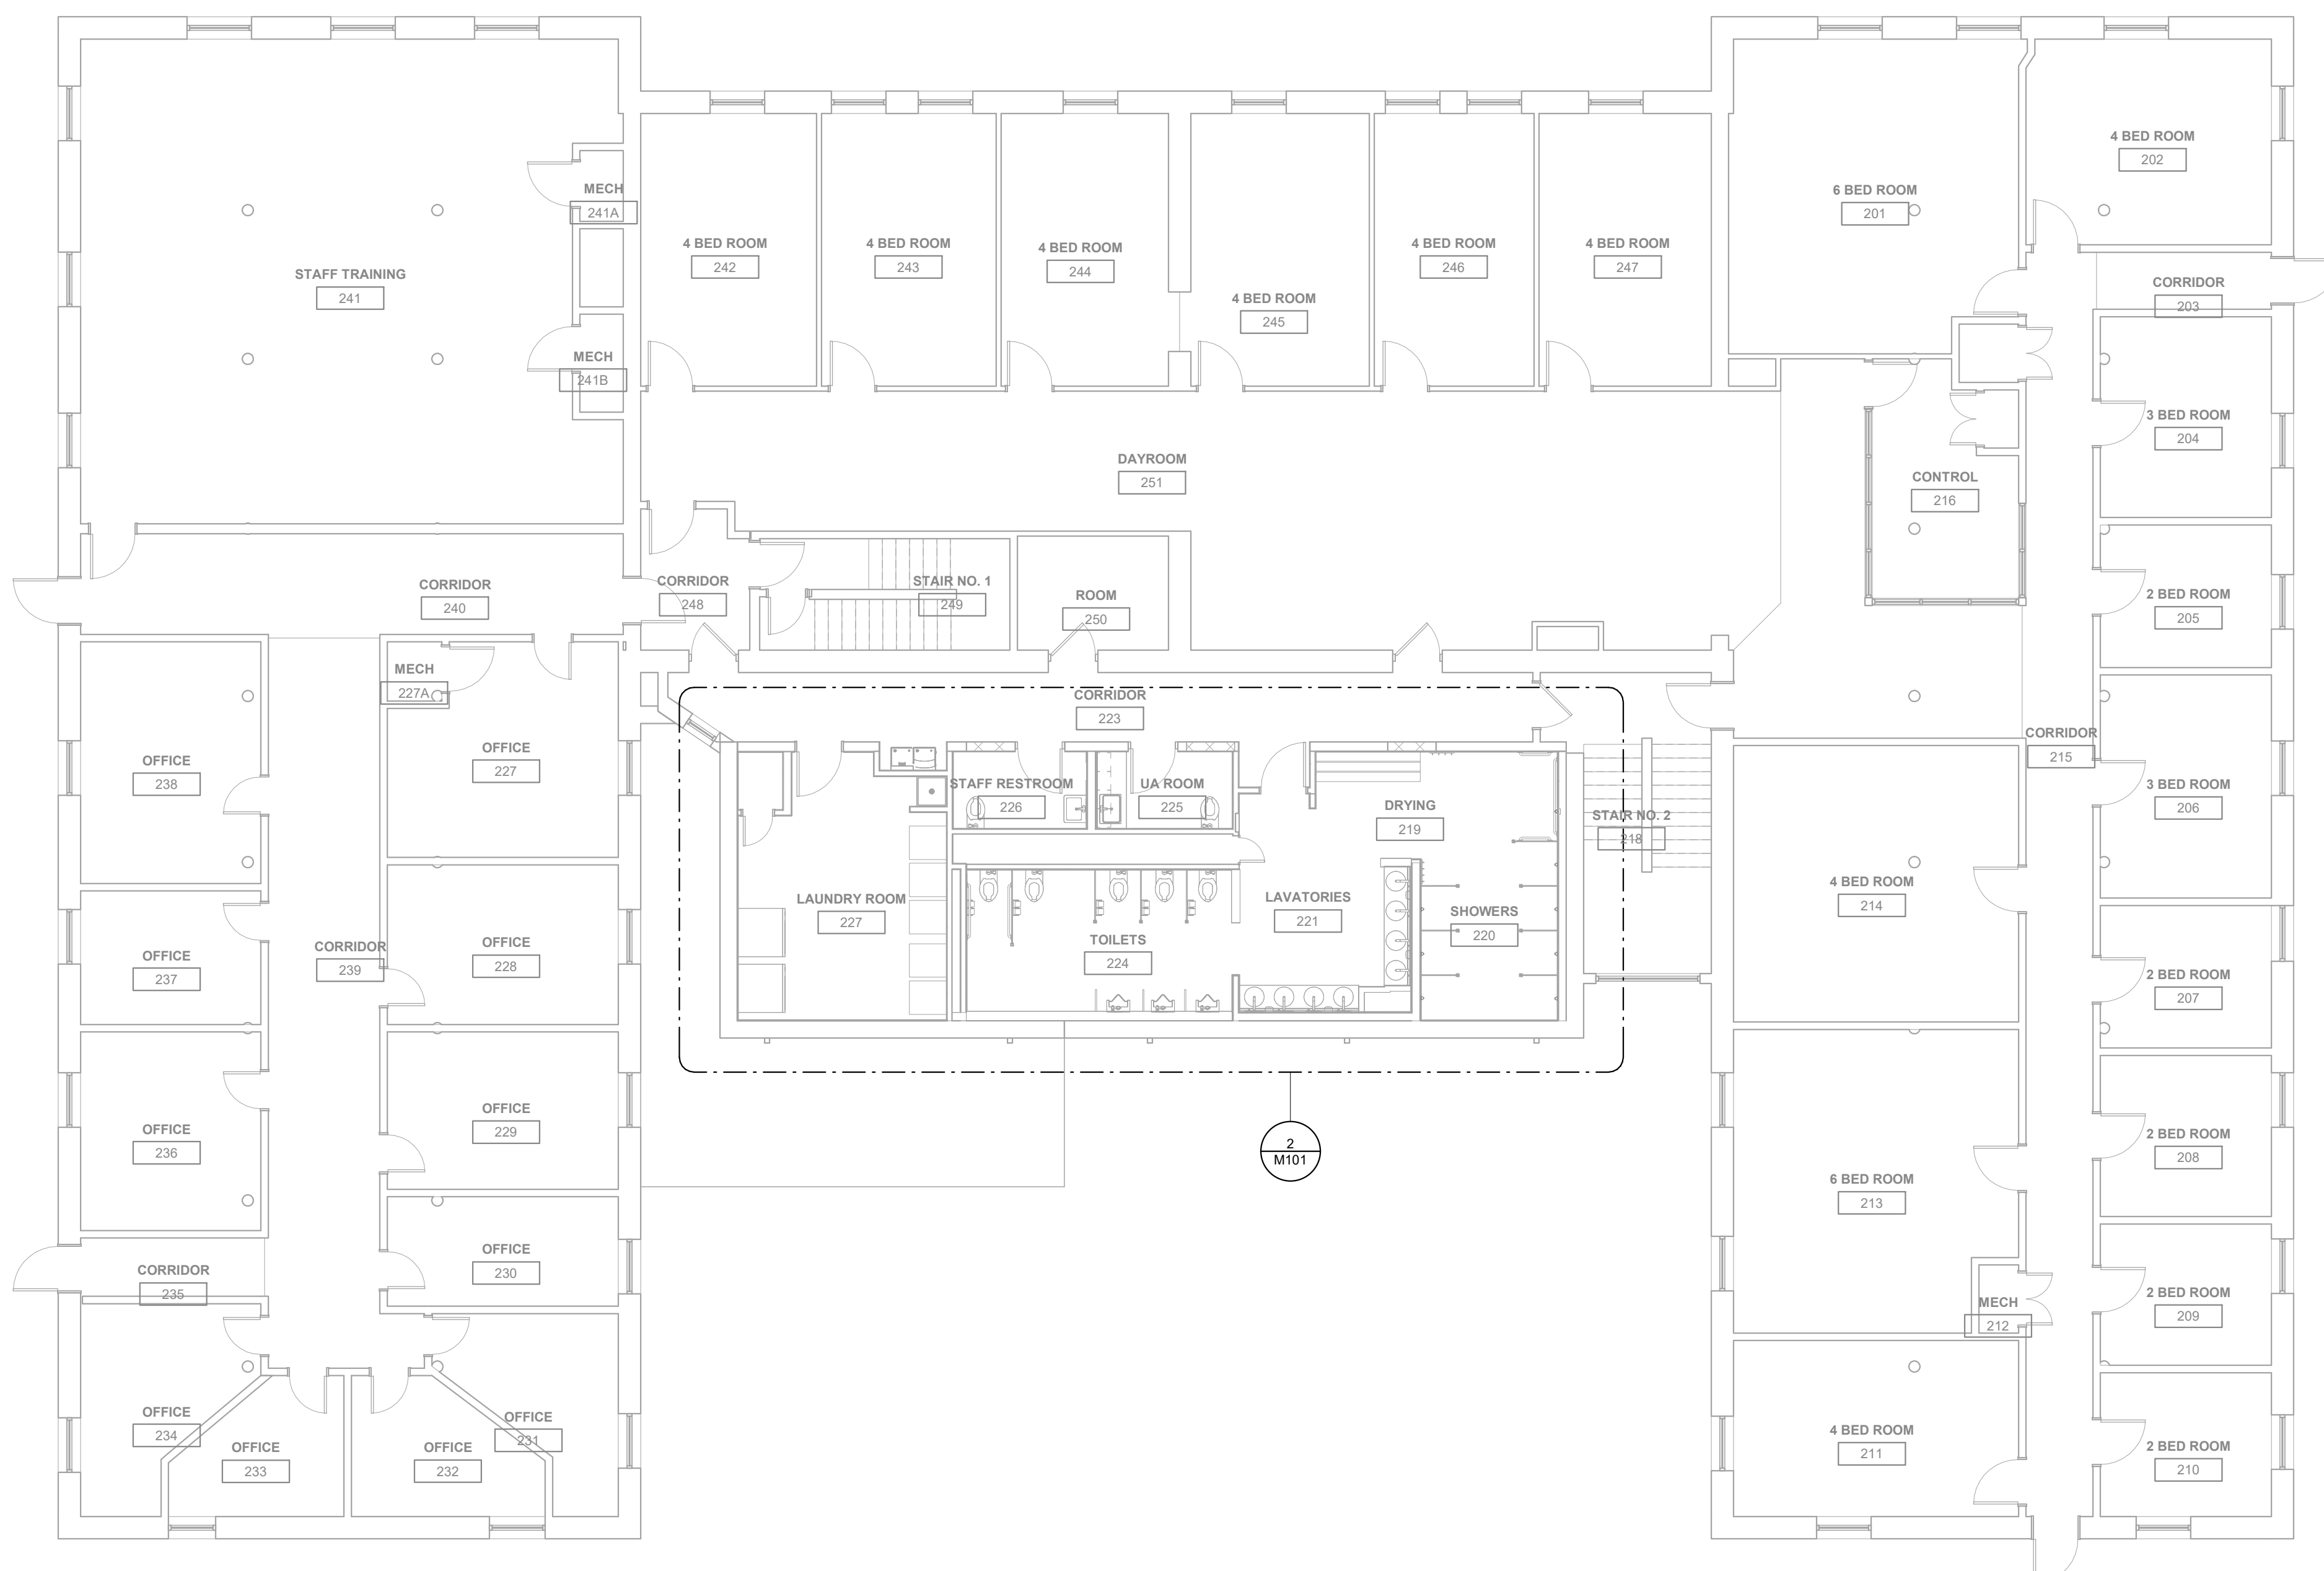 4 BED ROOM
202
MECH
241A
6 BED ROOM
201
4 BED ROOM
242
4 BED ROOM
243
4 BED ROOM
244
4 BED ROOM
245
4 BED ROOM
246
4 BED ROOM
247
STAFF TRAINING
241
CORRIDOR
203
MECH
241B
3 BED ROOM
204
DAYROOM
251
CONTROL
216
CORRIDOR
240
CORRIDOR
248
STAIR NO. 1
249
ROOM
250
2 BED ROOM
205
MECH
227A
CORRIDOR
223
OFFICE
238
OFFICE
227
STAFF RESTROOM
226
UA ROOM
225
DRYING
219
STAIR NO. 2
218
CORRIDOR
215
3 BED ROOM
206
LAUNDRY ROOM
227
LAVATORIES
221
SHOWERS
220
4 BED ROOM
214
TOILETS
224
OFFICE
237
CORRIDOR
239
OFFICE
228
2 BED ROOM
207
OFFICE
236
OFFICE
229
2
M101
2 BED ROOM
208
6 BED ROOM
213
OFFICE
230
CORRIDOR
235
2 BED ROOM
209
MECH
212
OFFICE
234
OFFICE
233
OFFICE
232
OFFICE
231
4 BED ROOM
211
2 BED ROOM
210